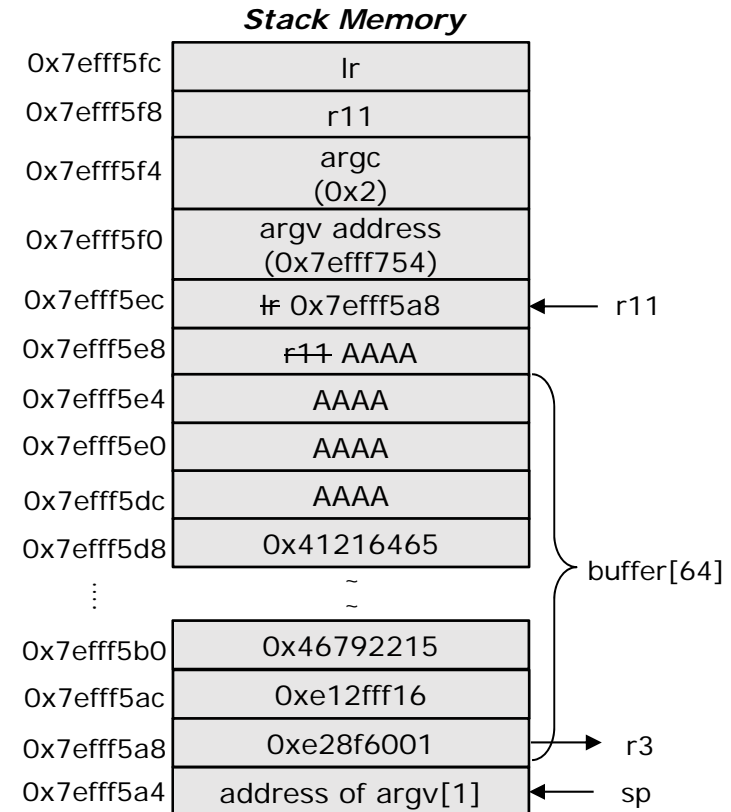 Stack Memory
0x7efff5fc lr
0x7efff5f8 r11
0x7efff5f4 argc
(0x2)
0x7efff5f0 argv address
(0x7efff754)
0x7efff5ec lr 0x7efff5a8 r11
0x7efff5e8 r11 AAAA
0x7efff5e4 AAAA
0x7efff5e0 AAAA
0x7efff5dc AAAA
0x7efff5d8 0x41216465
buffer[64]
~
~
0x7efff5b0 0x46792215
0x7efff5ac 0xe12fff16
0x7efff5a8 0xe28f6001 r3
0x7efff5a4 address of argv[1] sp